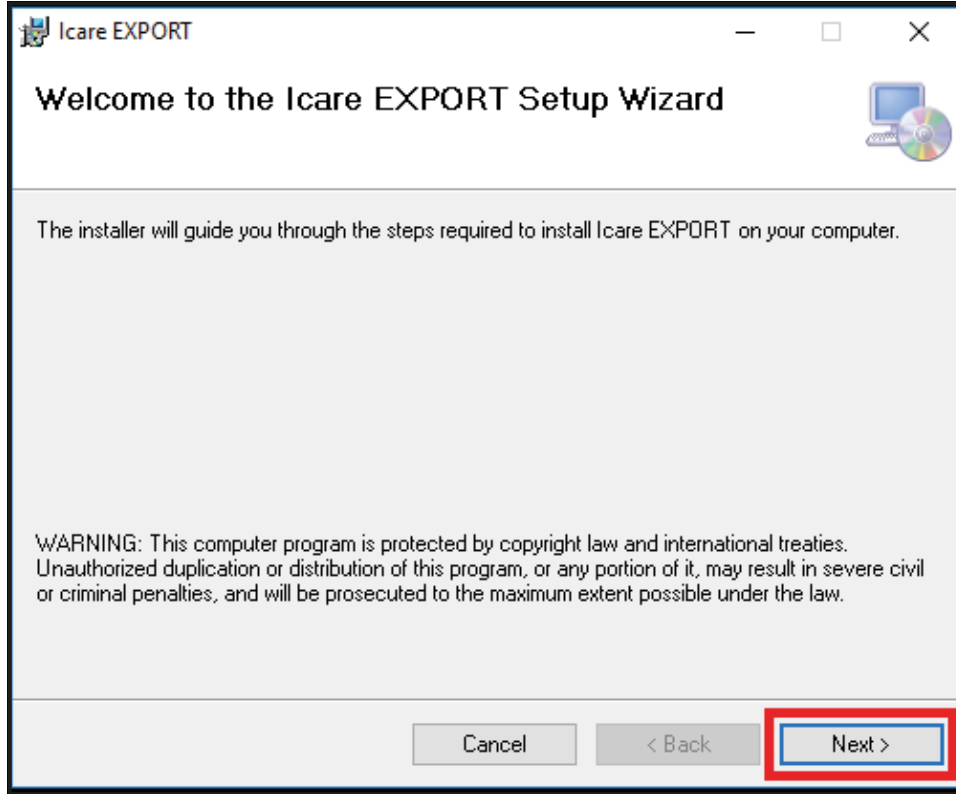 Icare EXPORT
Welcome to the Icare EXPORT Setup Wizard
The installer will guide you through the steps required to install Icare EXPORT on your computer.
WARNING: This computer program is protected by copyright law and international treaties.
Unauthorized duplication or distribution of this program, or any portion of it, may result in severe civil
or criminal penalties, and will be prosecuted to the maximum extent possible under the law.
Cancel
< Back
Next >